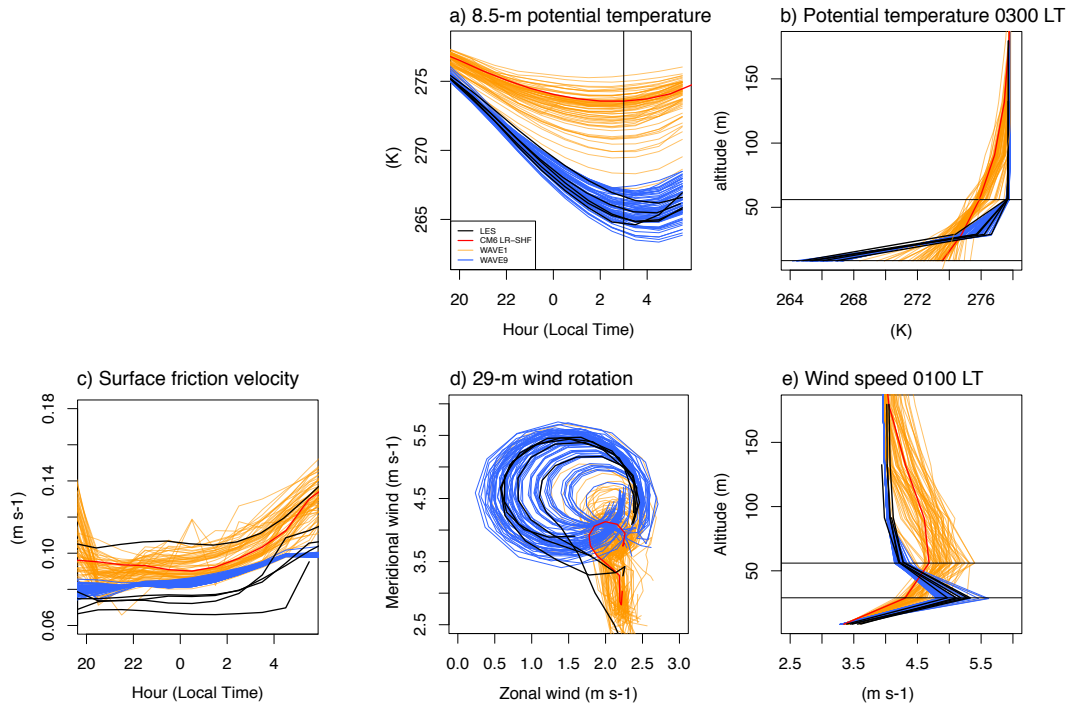 a) 8.5-m potential temperature
(K)
275
270
265
LES
CM6 LR-SHF
WAVE1
WAVE9
20 22 0 2 4
Hour (Local Time)
b) Potential temperature 0300 LT
altitude (m)
150
100
50
264 268 272 276
(K)
c) Surface friction velocity
(m s-1)
0.18
0.14
0.10
0.06
20 22 0 2 4
Hour (Local Time)
d) 29-m wind rotation
Meridional wind (m s-1)
5.5
4.5
3.5
2.5
0.0 0.5 1.0 1.5 2.0 2.5 3.0
Zonal wind (m s-1)
e) Wind speed 0100 LT
Altitude (m)
150
100
50
2.5 3.5 4.5 5.5
(m s-1)